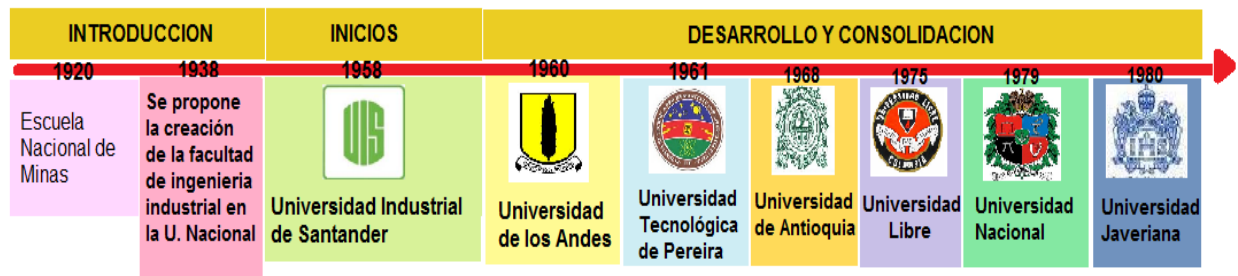 INTRODUCCION
INICIOS
DESARROLLO Y CONSOLIDACION
1920
1938
1958
1960
1961
1968
1975
1979
1980
Escuela
Nacional de
Minas
Se propone
la creación
de la facultad
de ingenieria
industrial en
la U. Nacional
UIS
Universidad Industrial
de Santander
Universidad
de los Andes
Universidad
Tecnológica
de Pereira
Universidad
de Antioquia
Universidad
Libre
Universidad
Nacional
Universidad
Javeriana